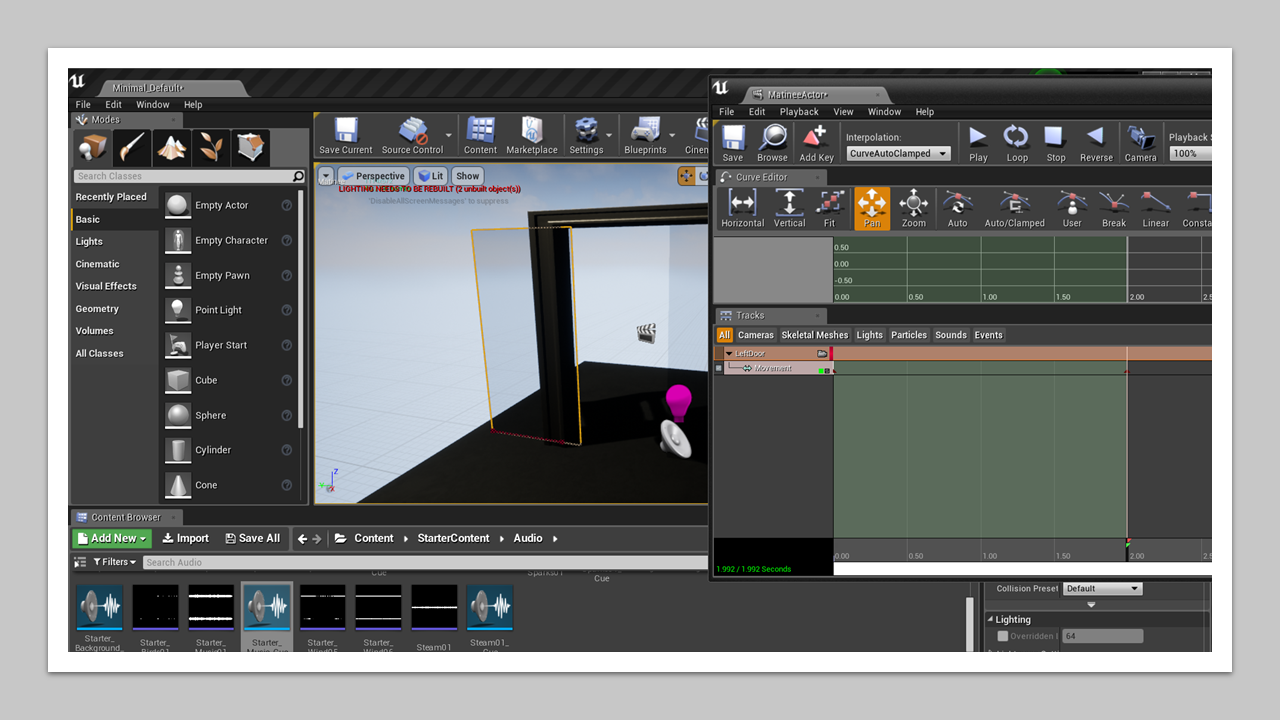 Minimal_Default•
File Edit Window Help
Modes
Search Classes
Recently Placed
Basic
Lights
Cinematic
Visual Effects
Geometry
Volumes
All Classes
Empty Actor
Empty Character
Empty Pawn
Point Light
Player Start
Cube
Sphere
Cylinder
Cone
Save Current Source Control Content Marketplace Settings Blueprints Cinem
Perspective Lit Show
LIGHTING NEEDS TO BE REBUILT (2 unbuilt object(s))
'DisableAllScreenMessages' to suppress
Z
MatineeActor•
File Edit Playback View Window Help
Save Browse Add Key
Interpolation:
CurveAutoClamped
Play Loop Stop Reverse Camera
Playback S
100%
Curve Editor
Horizontal Vertical Fit Pan Zoom Auto Auto/Clamped User Break Linear Consta
0.50
0.00
-0.50
0.00 0.50 1.00 1.50 2.00 2.5
Tracks
All Cameras Skeletal Meshes Lights Particles Sounds Events
LeftDoor
Movement
0.00 0.50 1.00 1.50 2.00 2.5
1.992 / 1.992 Seconds
Content Browser
Add New Import Save All Content StarterContent Audio
Filters Search Audio
Cue
Cue
Starter_
Background_
Starter_
Starter_
Starter_
Starter_
Starter_
Steam01
Steam01_
Collision Preset Default
Lighting
Overridden 64